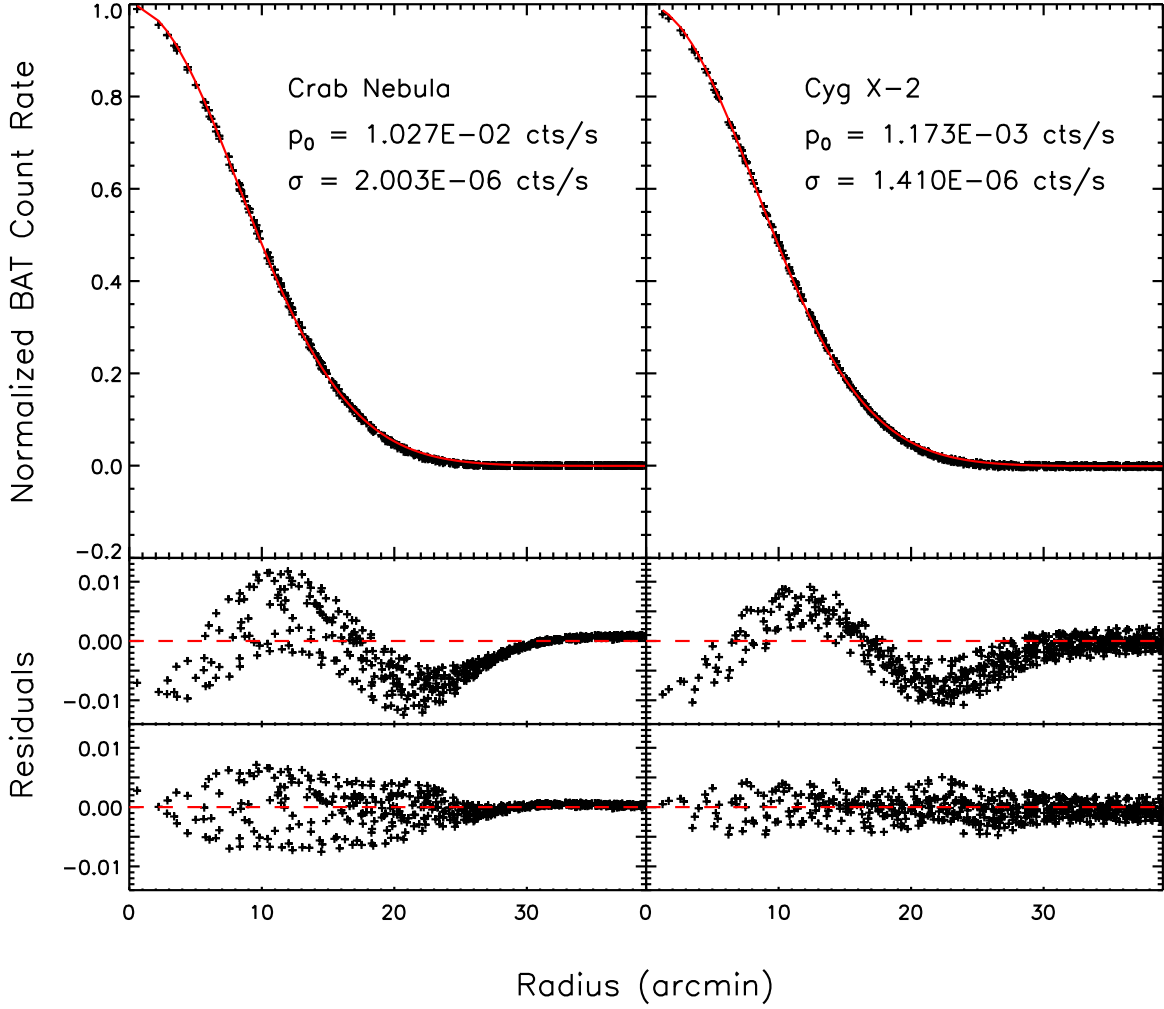 Normalized BAT Count Rate
1.0
0.8
0.6
0.4
0.2
0.0
−0.2
Crab Nebula
p₀ = 1.027E−02 cts/s
σ = 2.003E−06 cts/s
Cyg X−2
p₀ = 1.173E−03 cts/s
σ = 1.410E−06 cts/s
Residuals
0.01
0.00
−0.01
0.01
0.00
−0.01
0 10 20 30 0 10 20 30
Radius (arcmin)